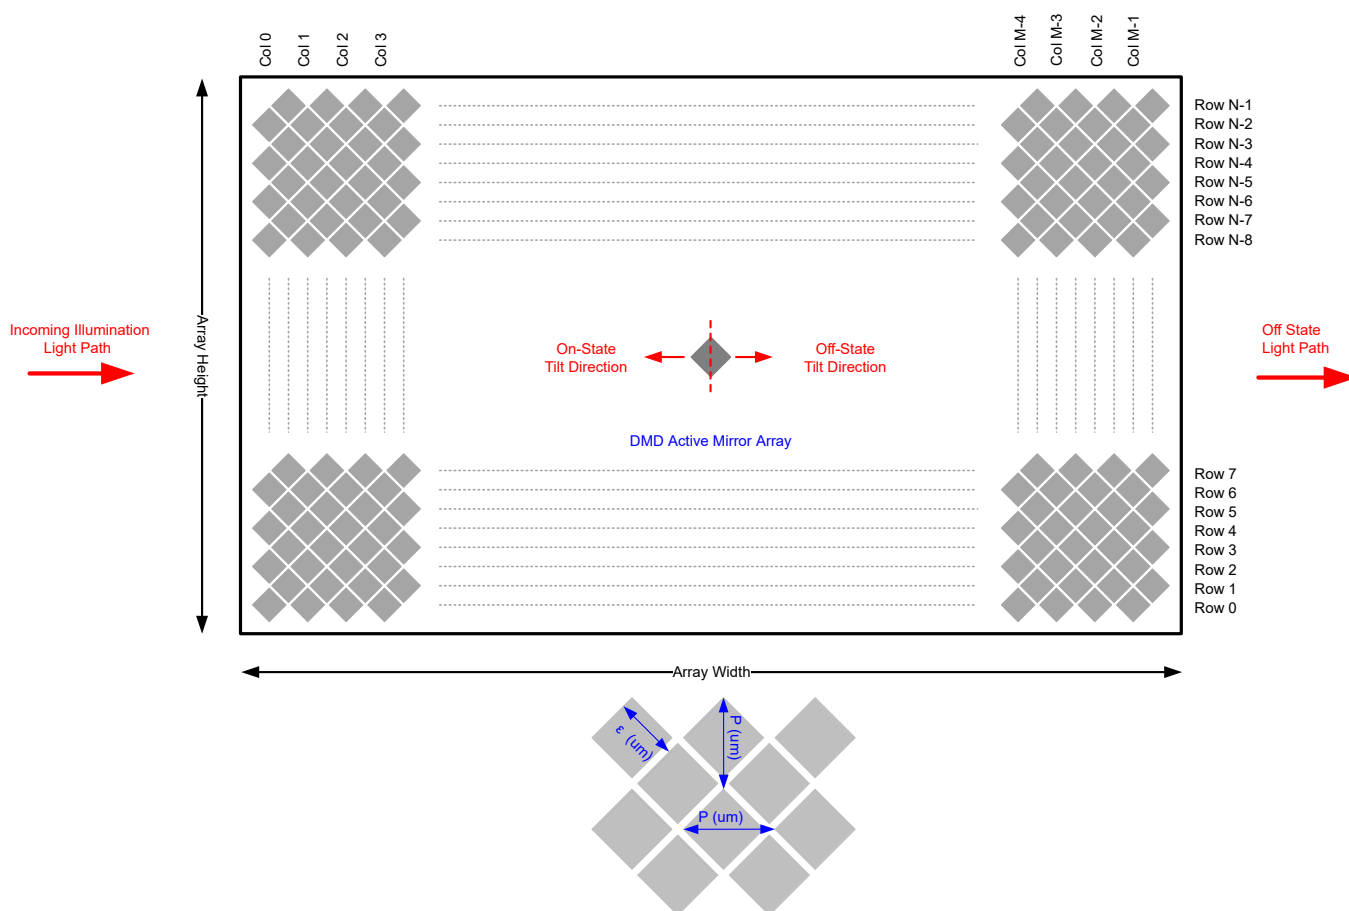 Col 0
Col 1
Col 2
Col 3
Col M-4
Col M-3
Col M-2
Col M-1
Row N-1
Row N-2
Row N-3
Row N-4
Row N-5
Row N-6
Row N-7
Row N-8
Incoming Illumination
Light Path
Array Height
On-State
Tilt Direction
Off-State
Tilt Direction
Off State
Light Path
DMD Active Mirror Array
Row 7
Row 6
Row 5
Row 4
Row 3
Row 2
Row 1
Row 0
Array Width
ε (um)
P (um)
P (um)